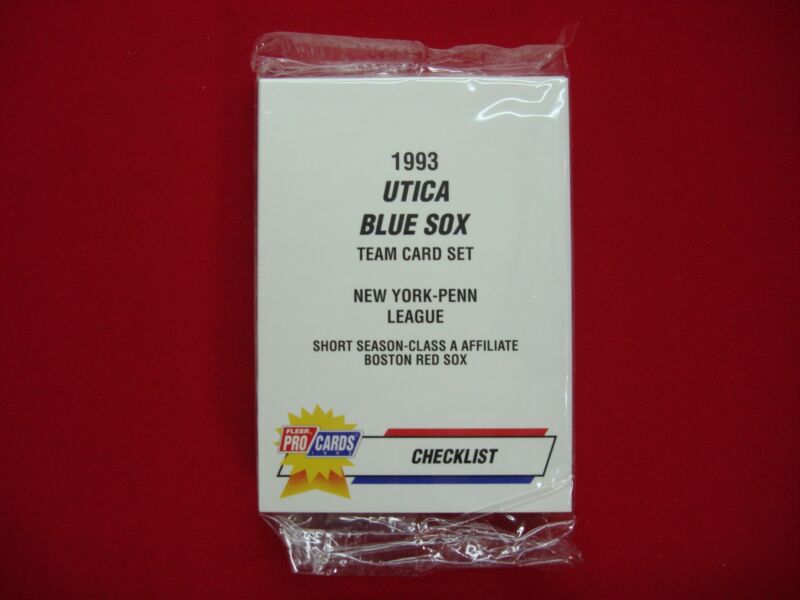 1993
UTICA
BLUE SOX
TEAM CARD SET
NEW YORK-PENN
LEAGUE
SHORT SEASON-CLASS A AFFILIATE
BOSTON RED SOX
FLEER
PRO CARDS
CHECKLIST